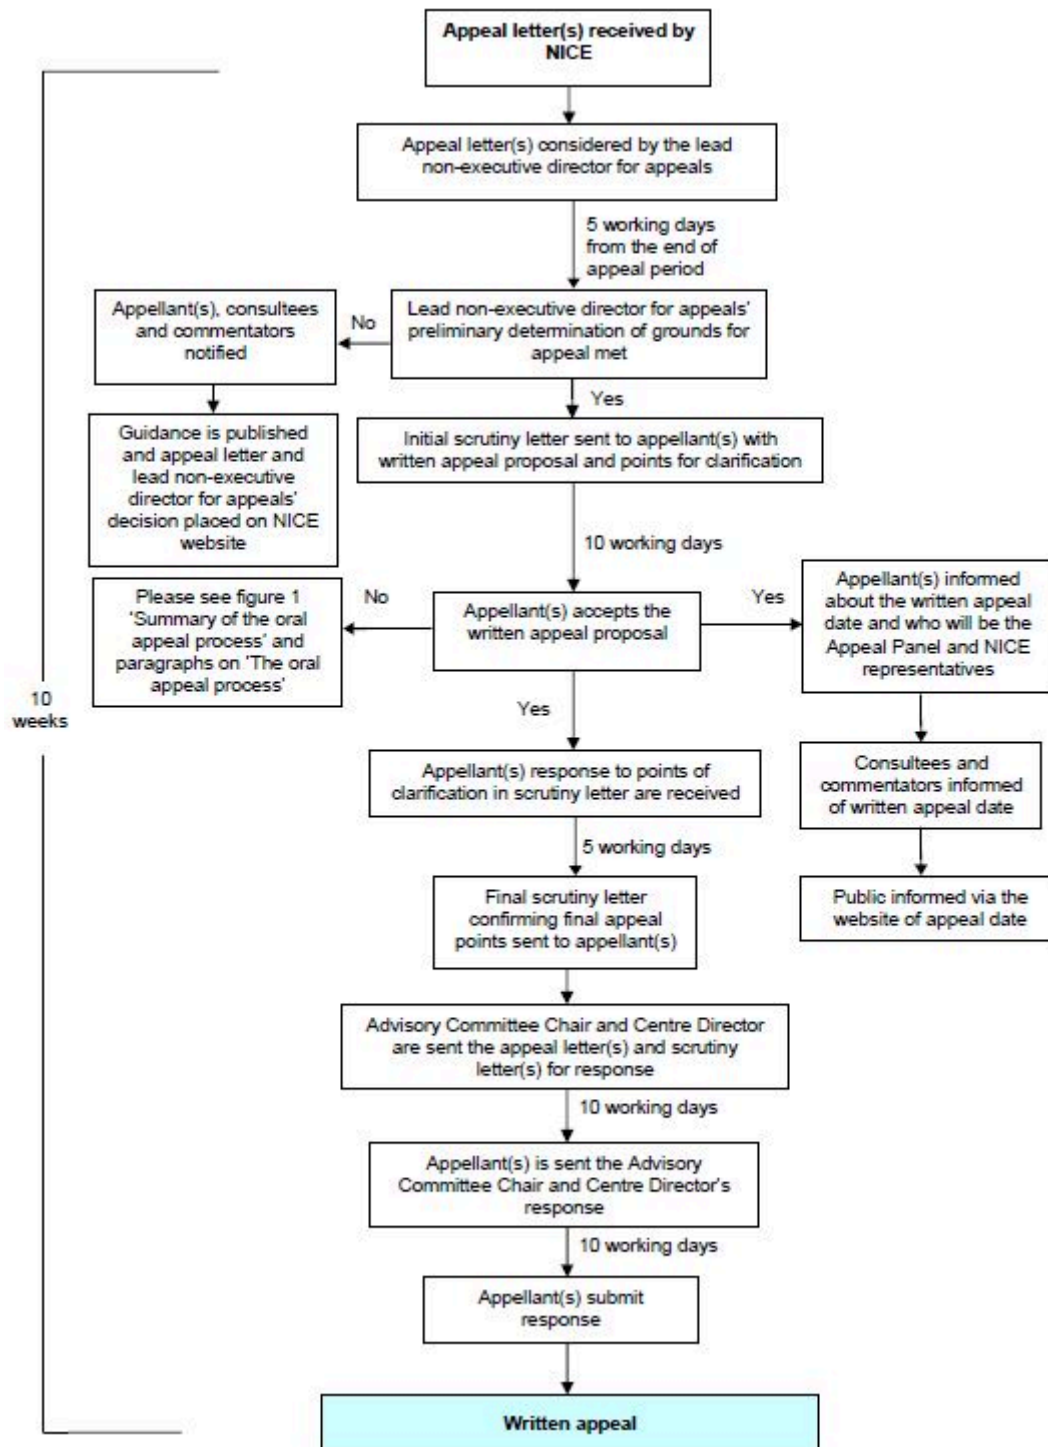 Appeal letter(s) received by
NICE
Appeal letter(s) considered by the lead
non-executive director for appeals
5 working days
from the end of
appeal period
Lead non-executive director for appeals'
preliminary determination of grounds for
appeal met
No
Appellant(s), consultees
and commentators
notified
Guidance is published
and appeal letter and
lead non-executive
director for appeals'
decision placed on NICE
website
Yes
Initial scrutiny letter sent to appellant(s) with
written appeal proposal and points for clarification
10 working days
Appellant(s) accepts the
written appeal proposal
No
Please see figure 1
'Summary of the oral
appeal process' and
paragraphs on 'The oral
appeal process'
Yes
Appellant(s) informed
about the written appeal
date and who will be the
Appeal Panel and NICE
representatives
Consultees and
commentators informed
of written appeal date
Public informed via the
website of appeal date
10
weeks
Yes
Appellant(s) response to points of
clarification in scrutiny letter are received
5 working days
Final scrutiny letter
confirming final appeal
points sent to appellant(s)
Advisory Committee Chair and Centre Director
are sent the appeal letter(s) and scrutiny
letter(s) for response
10 working days
Appellant(s) is sent the Advisory
Committee Chair and Centre Director's
response
10 working days
Appellant(s) submit
response
Written appeal